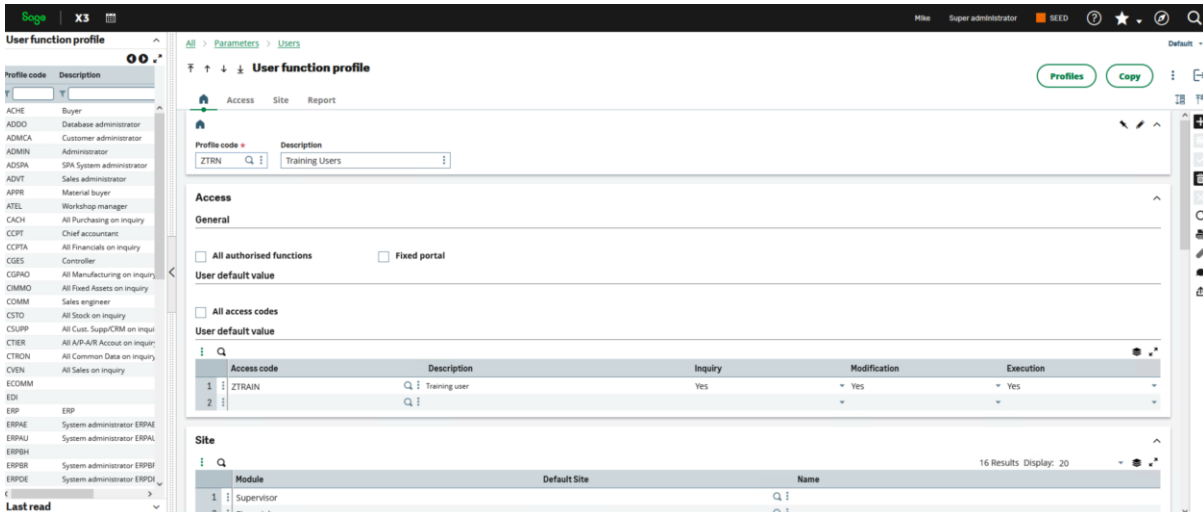 Sage X3 Mike Super administrator SEED
User function profile
Profile code Description
ACHE Buyer
ADDO Database administrator
ADMCA Customer administrator
ADMIN Administrator
ADSPA SPA System administrator
ADVT Sales administrator
APPR Material buyer
ATEL Workshop manager
CACH All Purchasing on inquiry
CCPT Chief accountant
CCPTA All Financials on inquiry
CGES Controller
CGPAO All Manufacturing on inquiry
CIMMO All Fixed Assets on inquiry
COMM Sales engineer
CSTO All Stock on inquiry
CSUPP All Cust. Supp/CRM on inqui
CTIER All A/P-A/R Accout on inquiry
CTRON All Common Data on inquiry
CVEN All Sales on inquiry
ECOMM
EDI
ERP ERP
ERPAE System administrator ERPAE
ERPAU System administrator ERPAU
ERPBH
ERPBR System administrator ERPBR
ERPDE System administrator ERPDE
Last read
All > Parameters > Users
Default
User function profile
Profiles Copy
Access Site Report
Profile code * Description
ZTRN Training Users
Access
General
All authorised functions Fixed portal
User default value
All access codes
User default value
Access code Description Inquiry Modification Execution
1 ZTRAIN Training user Yes Yes Yes
2
Site
16 Results Display: 20
Module Default Site Name
1 Supervisor